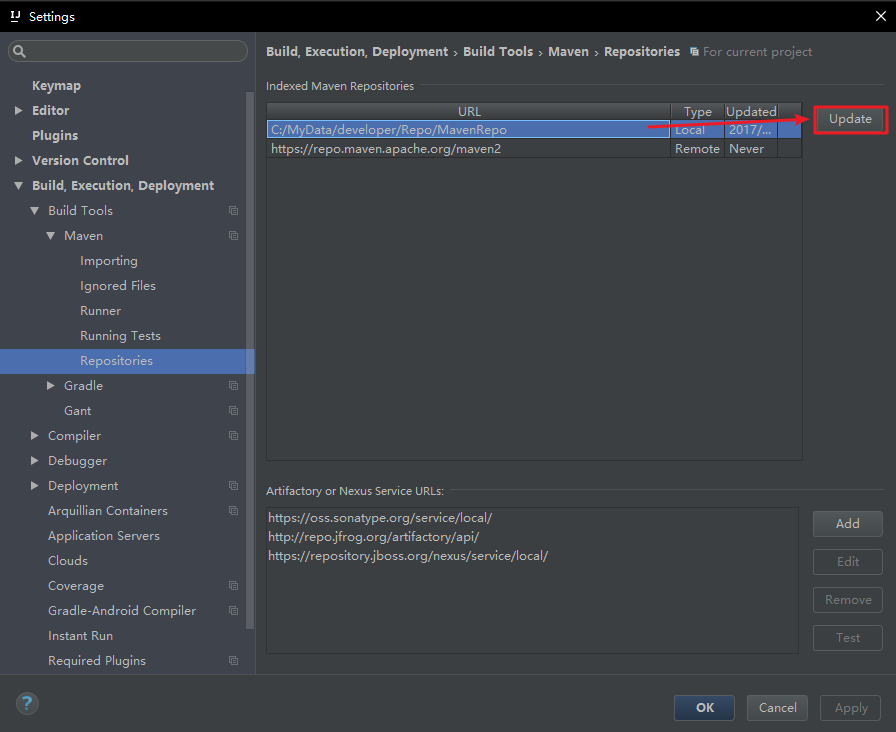 Settings
Build, Execution, Deployment › Build Tools › Maven › Repositories For current project
Keymap
Editor
Plugins
Version Control
Build, Execution, Deployment
Build Tools
Maven
Importing
Ignored Files
Runner
Running Tests
Repositories
Gradle
Gant
Compiler
Debugger
Deployment
Arquillian Containers
Application Servers
Clouds
Coverage
Gradle-Android Compiler
Instant Run
Required Plugins
Indexed Maven Repositories
URL Type Updated
C:/MyData/developer/Repo/MavenRepo Local 2017/...
https://repo.maven.apache.org/maven2 Remote Never
Update
Artifactory or Nexus Service URLs:
https://oss.sonatype.org/service/local/
http://repo.jfrog.org/artifactory/api/
https://repository.jboss.org/nexus/service/local/
Add
Edit
Remove
Test
?
OK Cancel Apply